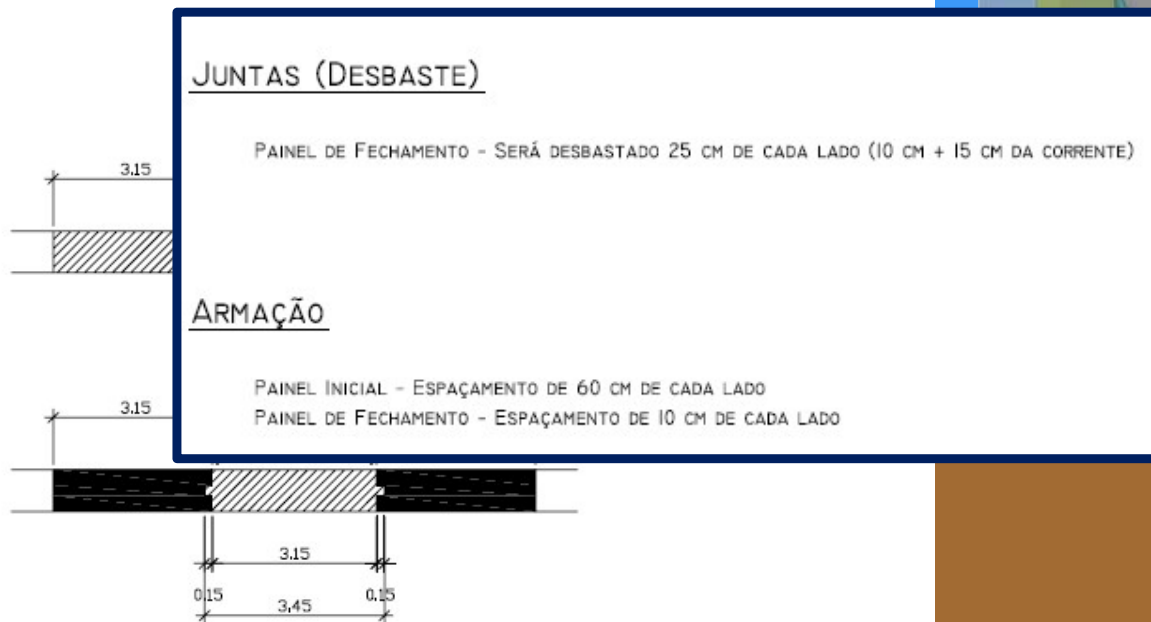 JUNTAS (DESBASTE)
PAINEL DE FECHAMENTO - SERÁ DESBASTADO 25 CM DE CADA LADO (10 CM + 15 CM DA CORRENTE)
3.15
ARMAÇÃO
PAINEL INICIAL - ESPAÇAMENTO DE 60 CM DE CADA LADO
3.15
PAINEL DE FECHAMENTO - ESPAÇAMENTO DE 10 CM DE CADA LADO
3.15
0.15
0.15
3.45